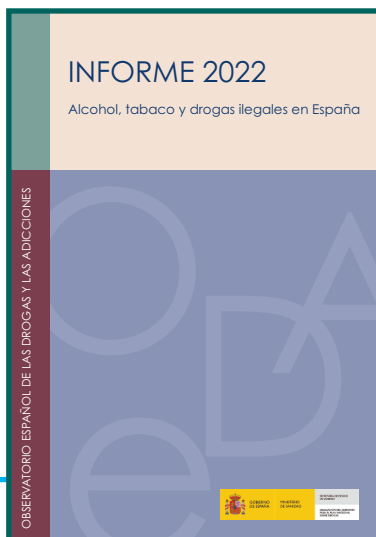 INFORME 2022
Alcohol, tabaco y drogas ilegales en España
OBSERVATORIO ESPAÑOL DE LAS DROGAS Y LAS ADICCIONES
OEDA
GOBIERNO
DE ESPAÑA
MINISTERIO
DE SANIDAD